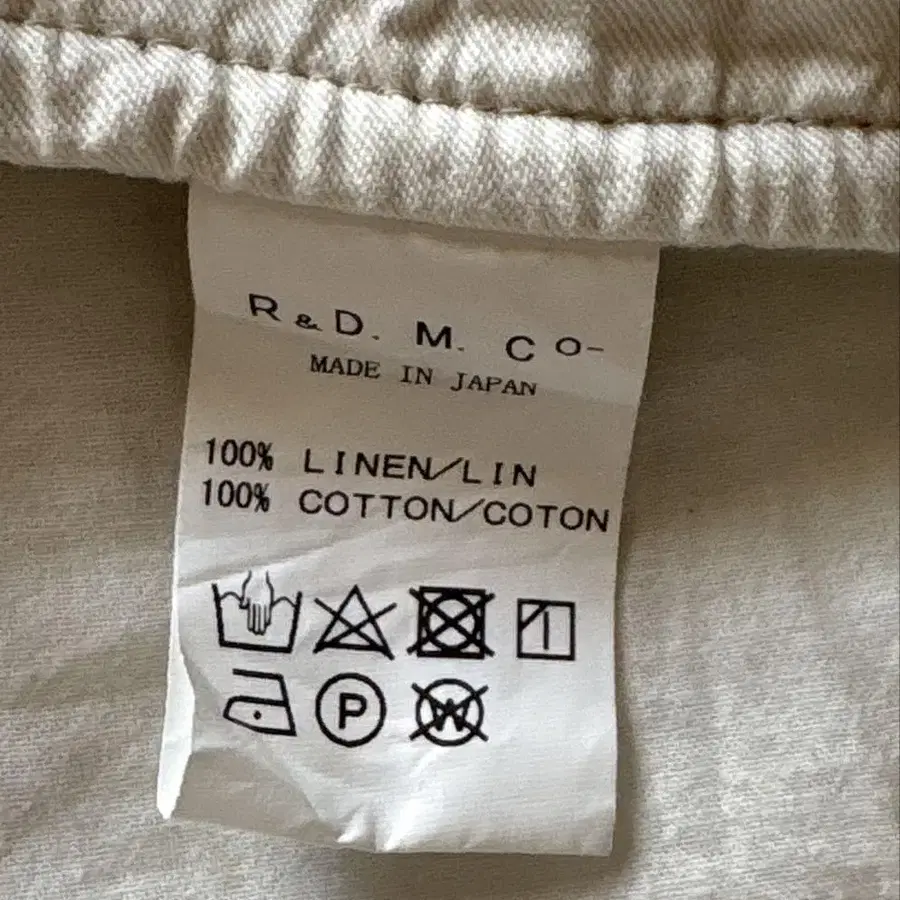 R & D. M. Co-
MADE IN JAPAN
100% LINEN/LIN
100% COTTON/COTON
P W